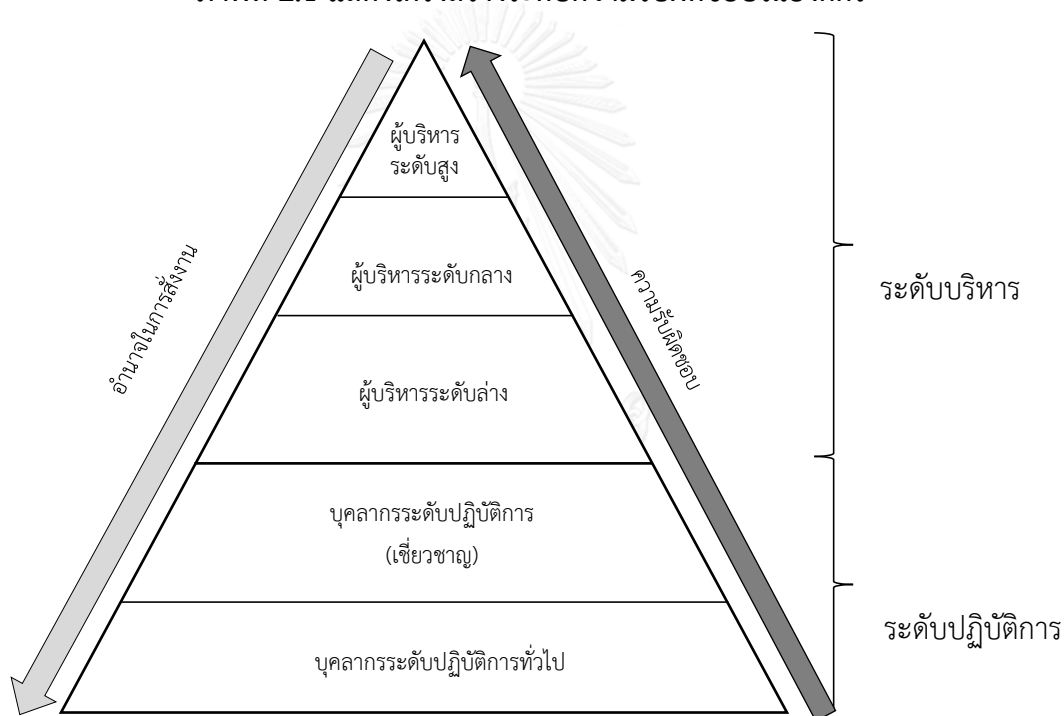 ผู้บริหาร
ระดับสูง
อำนาจในการสั่งงาน
ผู้บริหารระดับกลาง
ความรับผิดชอบ
ระดับบริหาร
ผู้บริหารระดับล่าง
บุคลากรระดับปฏิบัติการ
(เชี่ยวชาญ)
ระดับปฏิบัติการ
บุคลากรระดับปฏิบัติการทั่วไป